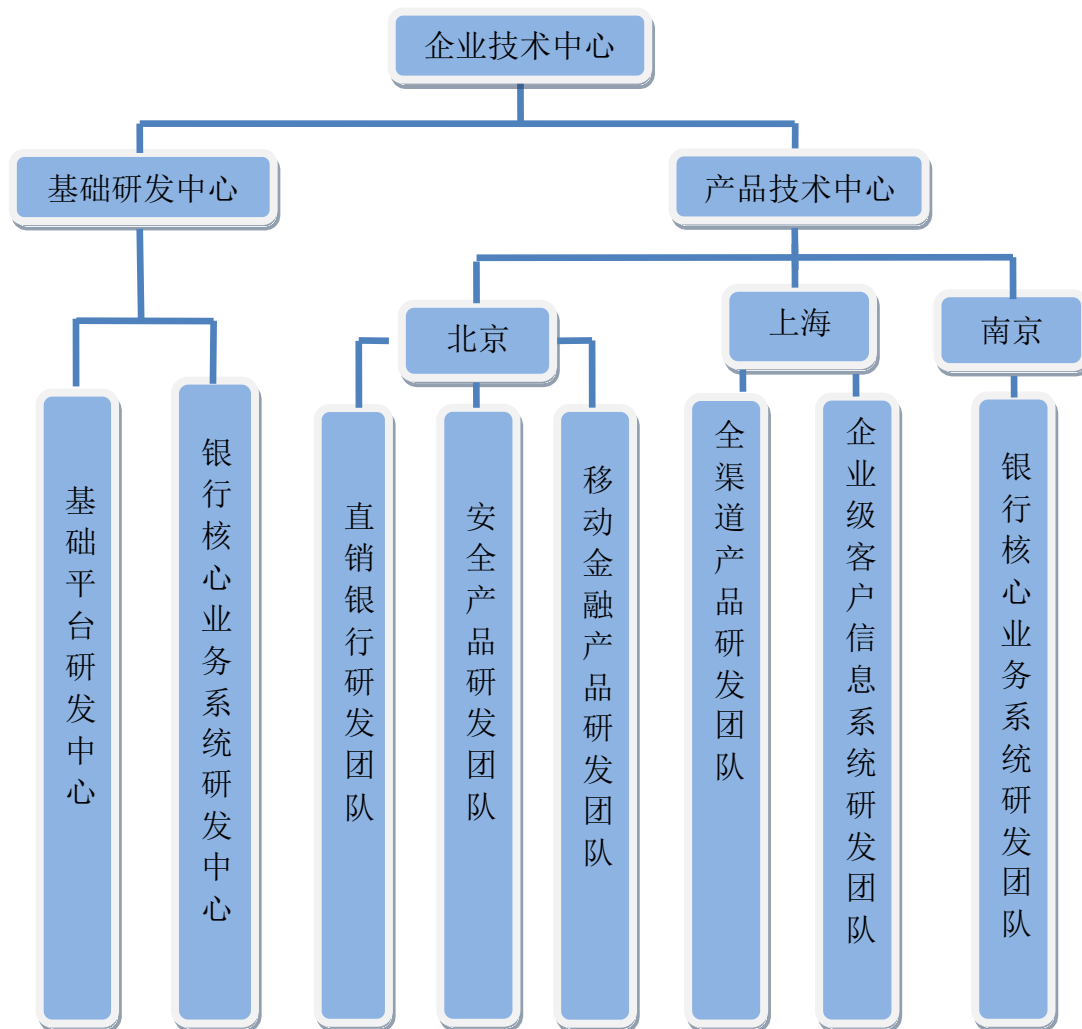 企业技术中心
基础研发中心
产品技术中心
北京
上海
南京
基础平台研发中心
银行核心业务系统研发中心
直销银行研发团队
安全产品研发团队
移动金融产品研发团队
全渠道产品研发团队
企业级客户信息系统研发团队
银行核心业务系统研发团队